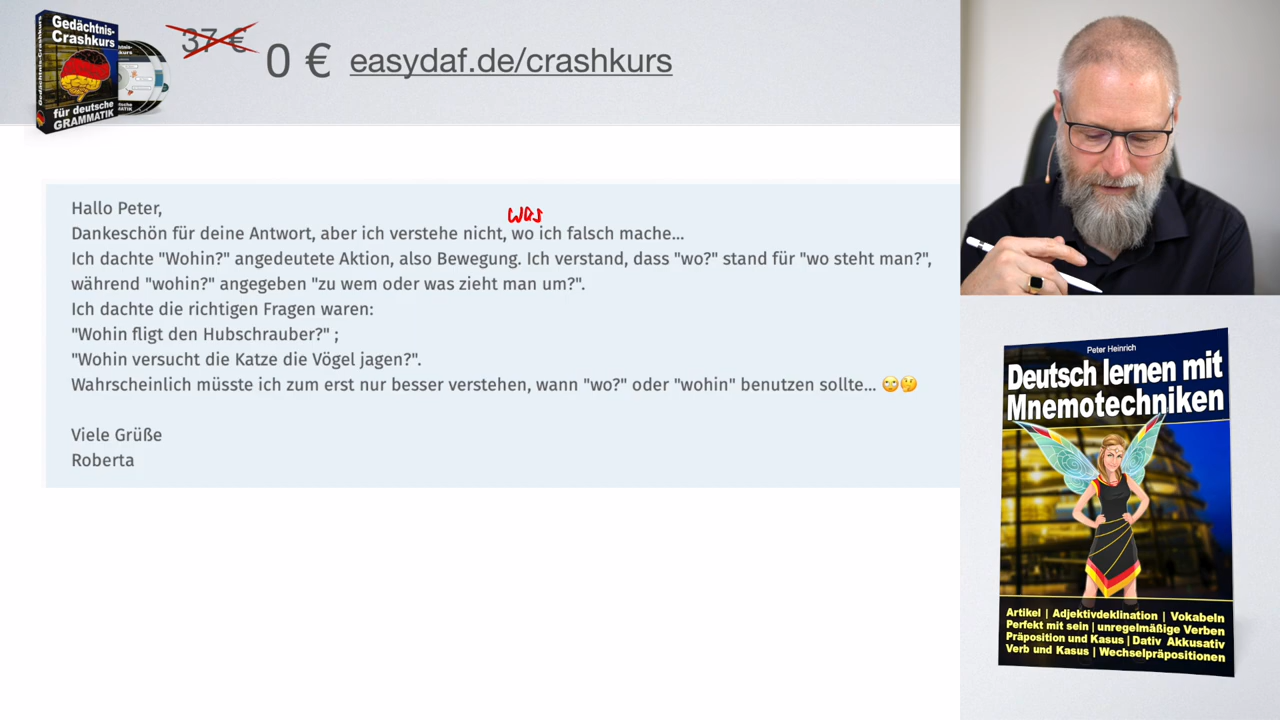 Gedächtnis-
Crashkurs
für deutsche
GRAMMATIK
37 €
0 € easydaf.de/crashkurs
Hallo Peter,
was
Dankeschön für deine Antwort, aber ich verstehe nicht, wo ich falsch mache...
Ich dachte "Wohin?" angedeutete Aktion, also Bewegung. Ich verstand, dass "wo?" stand für "wo steht man?",
während "wohin?" angegeben "zu wem oder was zieht man um?".
Ich dachte die richtigen Fragen waren:
"Wohin fligt den Hubschrauber?" ;
"Wohin versucht die Katze die Vögel jagen?".
Wahrscheinlich müsste ich zum erst nur besser verstehen, wann "wo?" oder "wohin" benutzen sollte... 🙄🤔
Viele Grüße
Roberta
Peter Heinrich
Deutsch lernen mit
Mnemotechniken
Artikel | Adjektivdeklination | Vokabeln
Perfekt mit sein | unregelmäßige Verben
Präposition und Kasus | Dativ Akkusativ
Verb und Kasus | Wechselpräpositionen